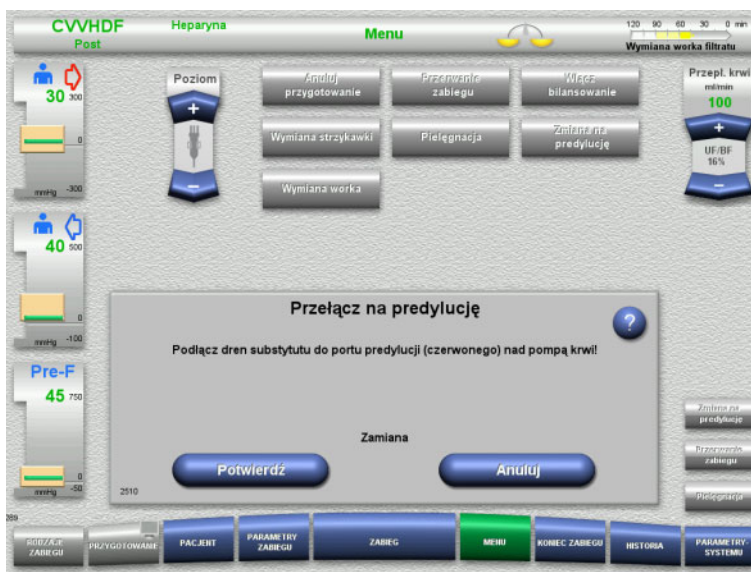 CVVHDF
Post
Heparyna
Menu
120 90 60 30 0 min
Wymiana worka filtratu
30 300
0
mmHg -300
Poziom
+
−
Anuluj przygotowanie
Przerwanie zabiegu
Włącz bilansowanie
Wymiana strzykawki
Pielęgnacja
Zmiana na predylucję
Wymiana worka
Przepł. krwi
ml/min
100
+
UF/BF
16%
−
40 500
0
mmHg -100
Pre-F
45 750
0
mmHg -50
Przełącz na predylucję
?
Podłącz dren substytutu do portu predylucji (czerwonego) nad pompą krwi!
Zamiana
Potwierdź
Anuluj
2510
Zmiana na predylucję
Przerwanie zabiegu
Pielęgnacja
RODZAJE ZABIEGU
PRZYGOTOWANIE
PACJENT
PARAMETRY ZABIEGU
ZABIEG
MENU
KONIEC ZABIEGU
HISTORIA
PARAMETRY-SYSTEMU